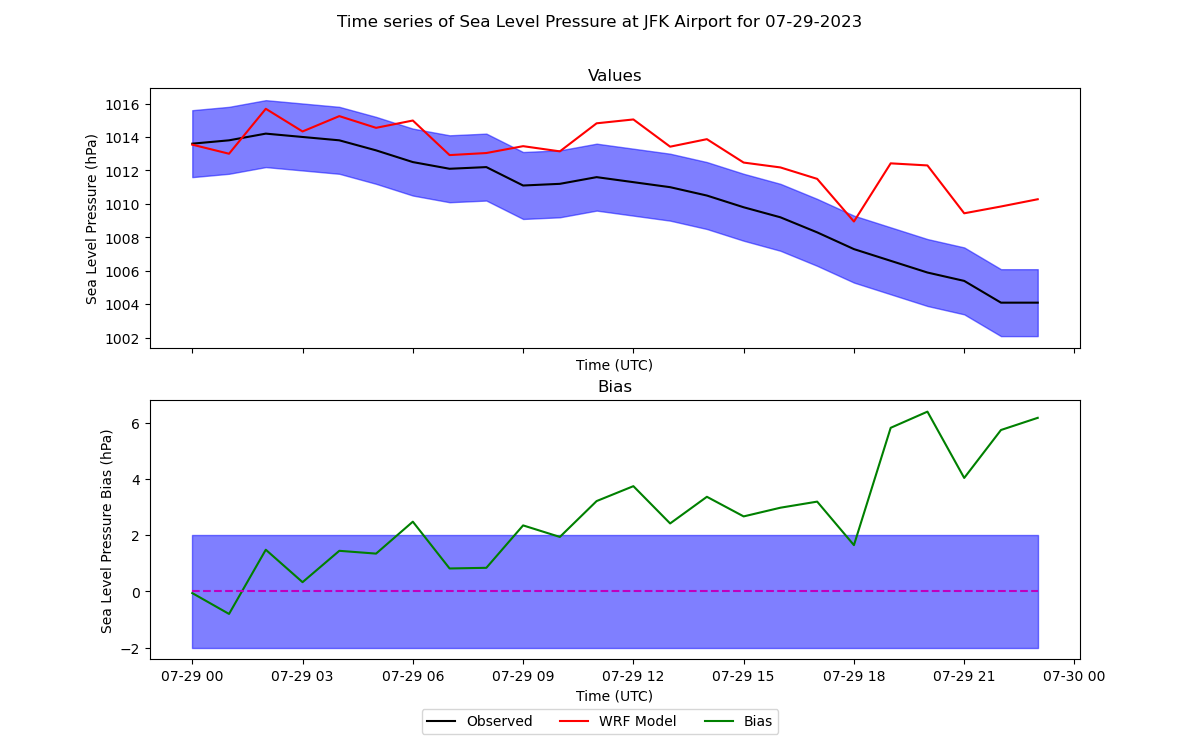 Time series of Sea Level Pressure at JFK Airport for 07-29-2023
Values
Sea Level Pressure (hPa)
1016
1014
1012
1010
1008
1006
1004
1002
Time (UTC)
Bias
Sea Level Pressure Bias (hPa)
6
4
2
0
−2
07-29 00 07-29 03 07-29 06 07-29 09 07-29 12 07-29 15 07-29 18 07-29 21 07-30 00
Time (UTC)
Observed WRF Model Bias